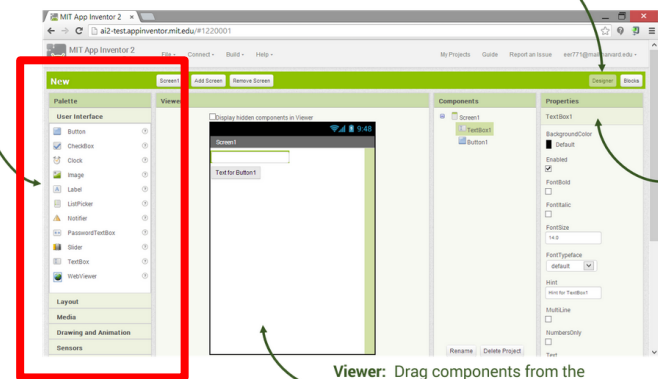 MIT App Inventor 2
ai2-test.appinventor.mit.edu/#1220001
MIT App Inventor 2
File Connect Build Help
My Projects Guide Report an Issue
New
Screen1 Add Screen Remove Screen
Designer Blocks
Palette
User Interface
Button
CheckBox
Clock
Image
Label
ListPicker
Notifier
PasswordTextBox
Slider
TextBox
WebViewer
Layout
Media
Drawing and Animation
Sensors
Viewer
Display hidden components in Viewer
9:48
Screen1
Text for Button1
Components
Screen1
TextBox1
Button1
Rename Delete Project
Properties
TextBox1
BackgroundColor
Default
Enabled
FontBold
FontItalic
FontSize
14.0
FontTypeface
default
Hint
Hint for TextBox1
MultiLine
NumbersOnly
Text
Viewer: Drag components from the